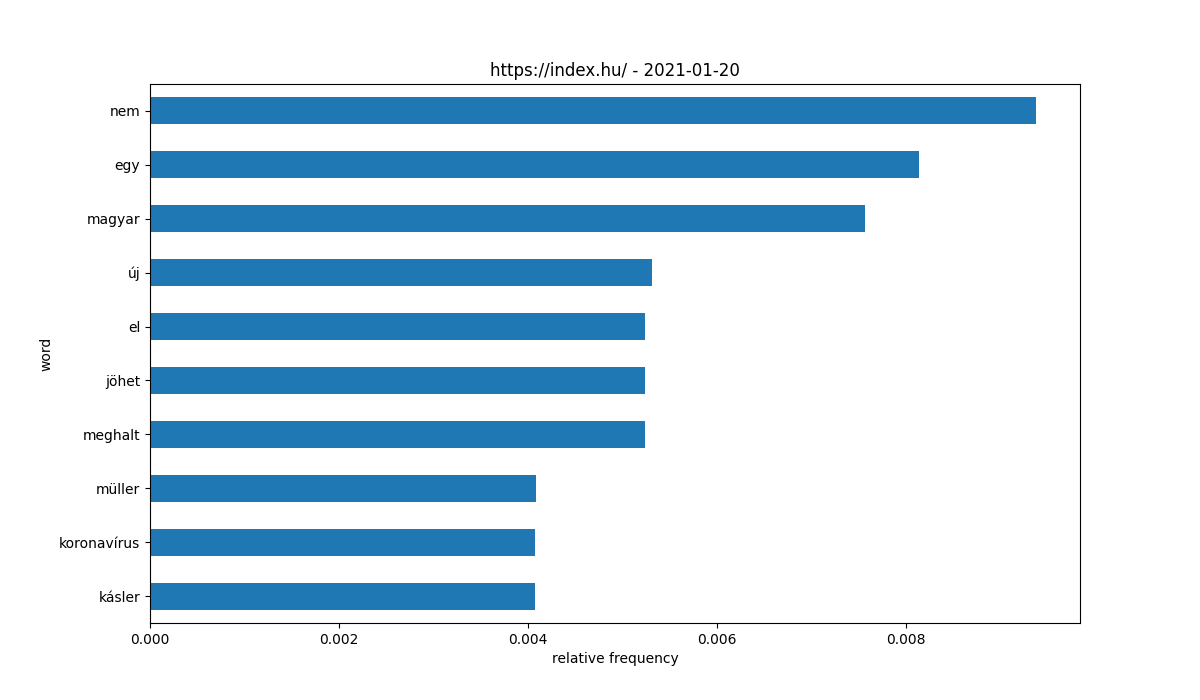 https://index.hu/ - 2021-01-20
nem
egy
magyar
új
el
jöhet
meghalt
müller
koronavírus
kásler
word
0.000 0.002 0.004 0.006 0.008
relative frequency